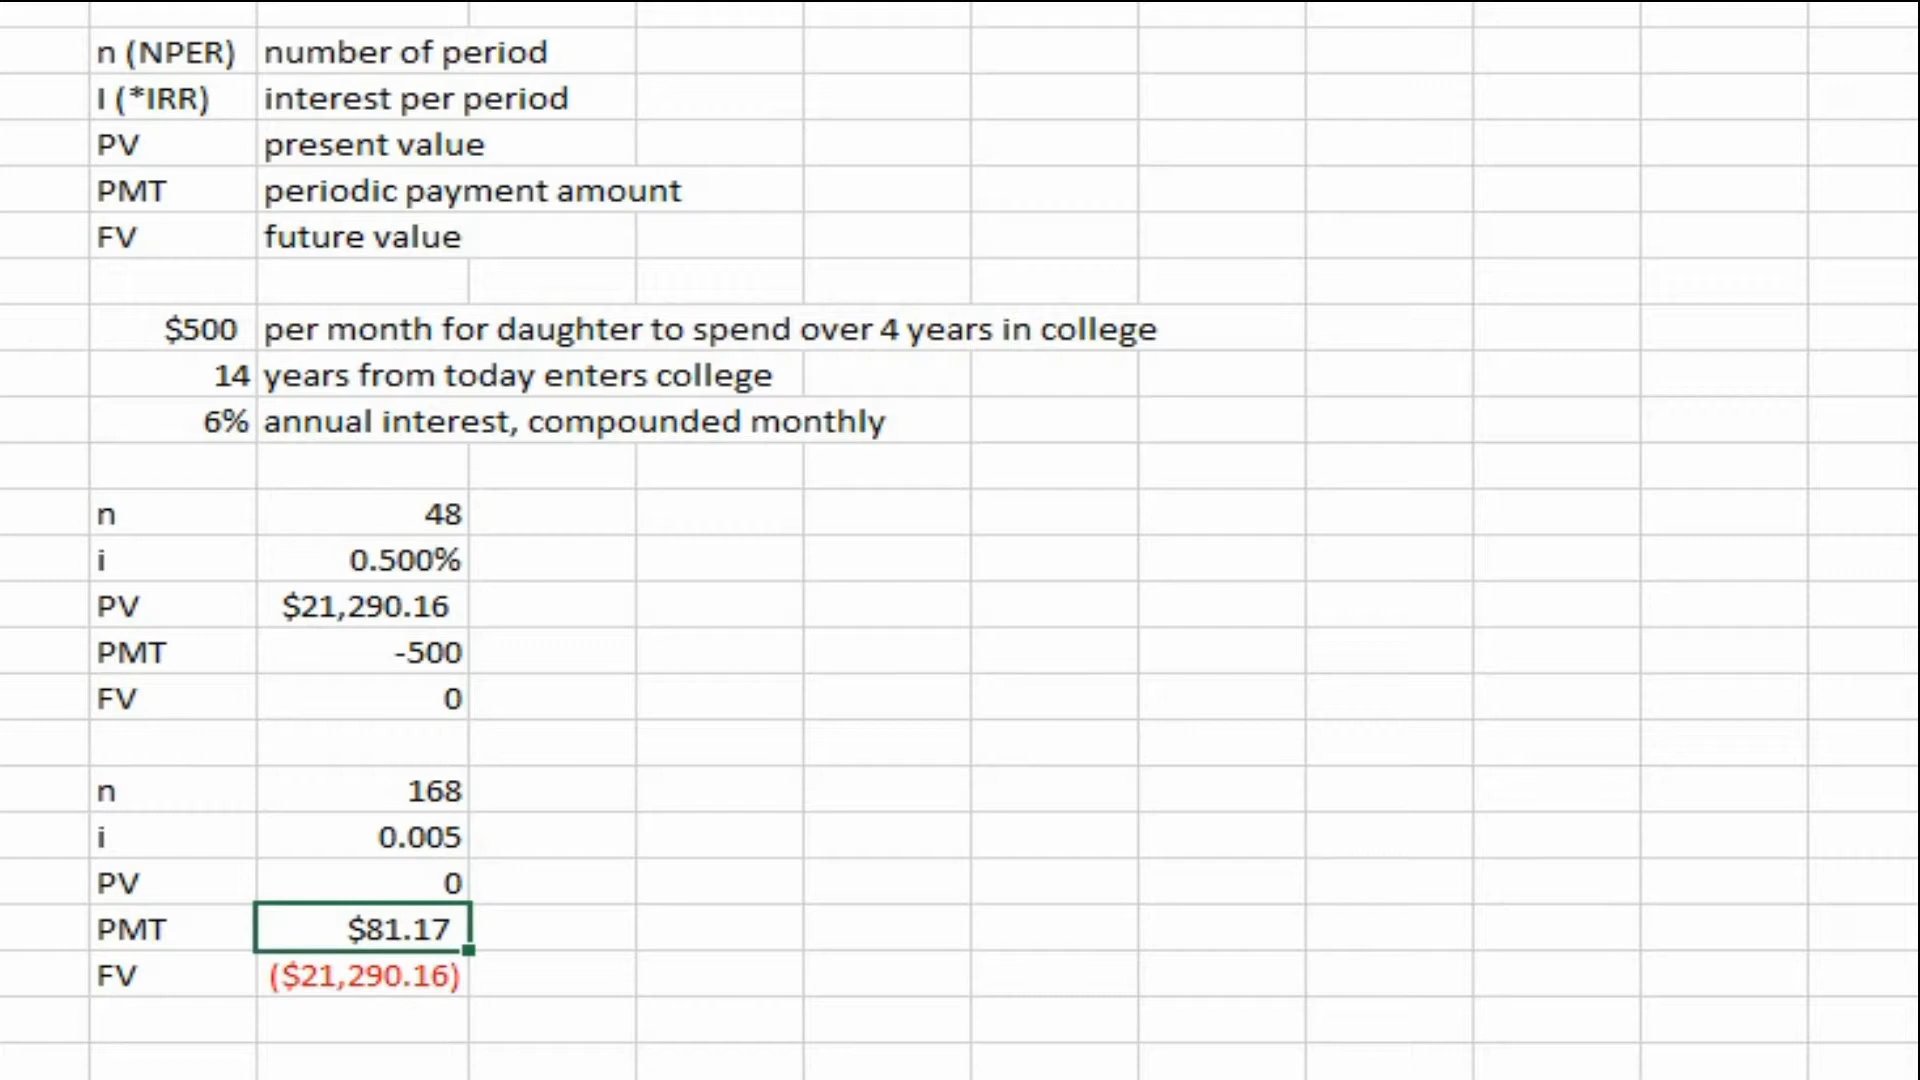 n (NPER) number of period
I (*IRR) interest per period
PV present value
PMT periodic payment amount
FV future value
$500 per month for daughter to spend over 4 years in college
14 years from today enters college
6% annual interest, compounded monthly
n 48
i 0.500%
PV $21,290.16
PMT -500
FV 0
n 168
i 0.005
PV 0
PMT $81.17
FV ($21,290.16)